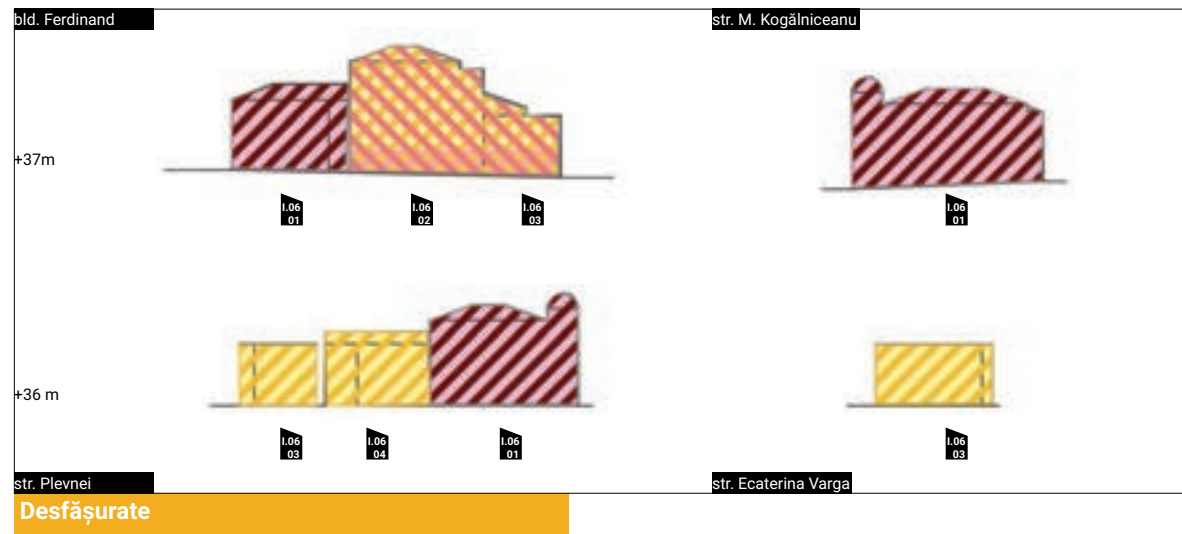 bld. Ferdinand
str. M. Kogălniceanu
+37m
I.06
01
I.06
02
I.06
03
I.06
01
+36 m
I.06
03
I.06
04
I.06
01
I.06
03
str. Plevnei
str. Ecaterina Varga
Desfășurate